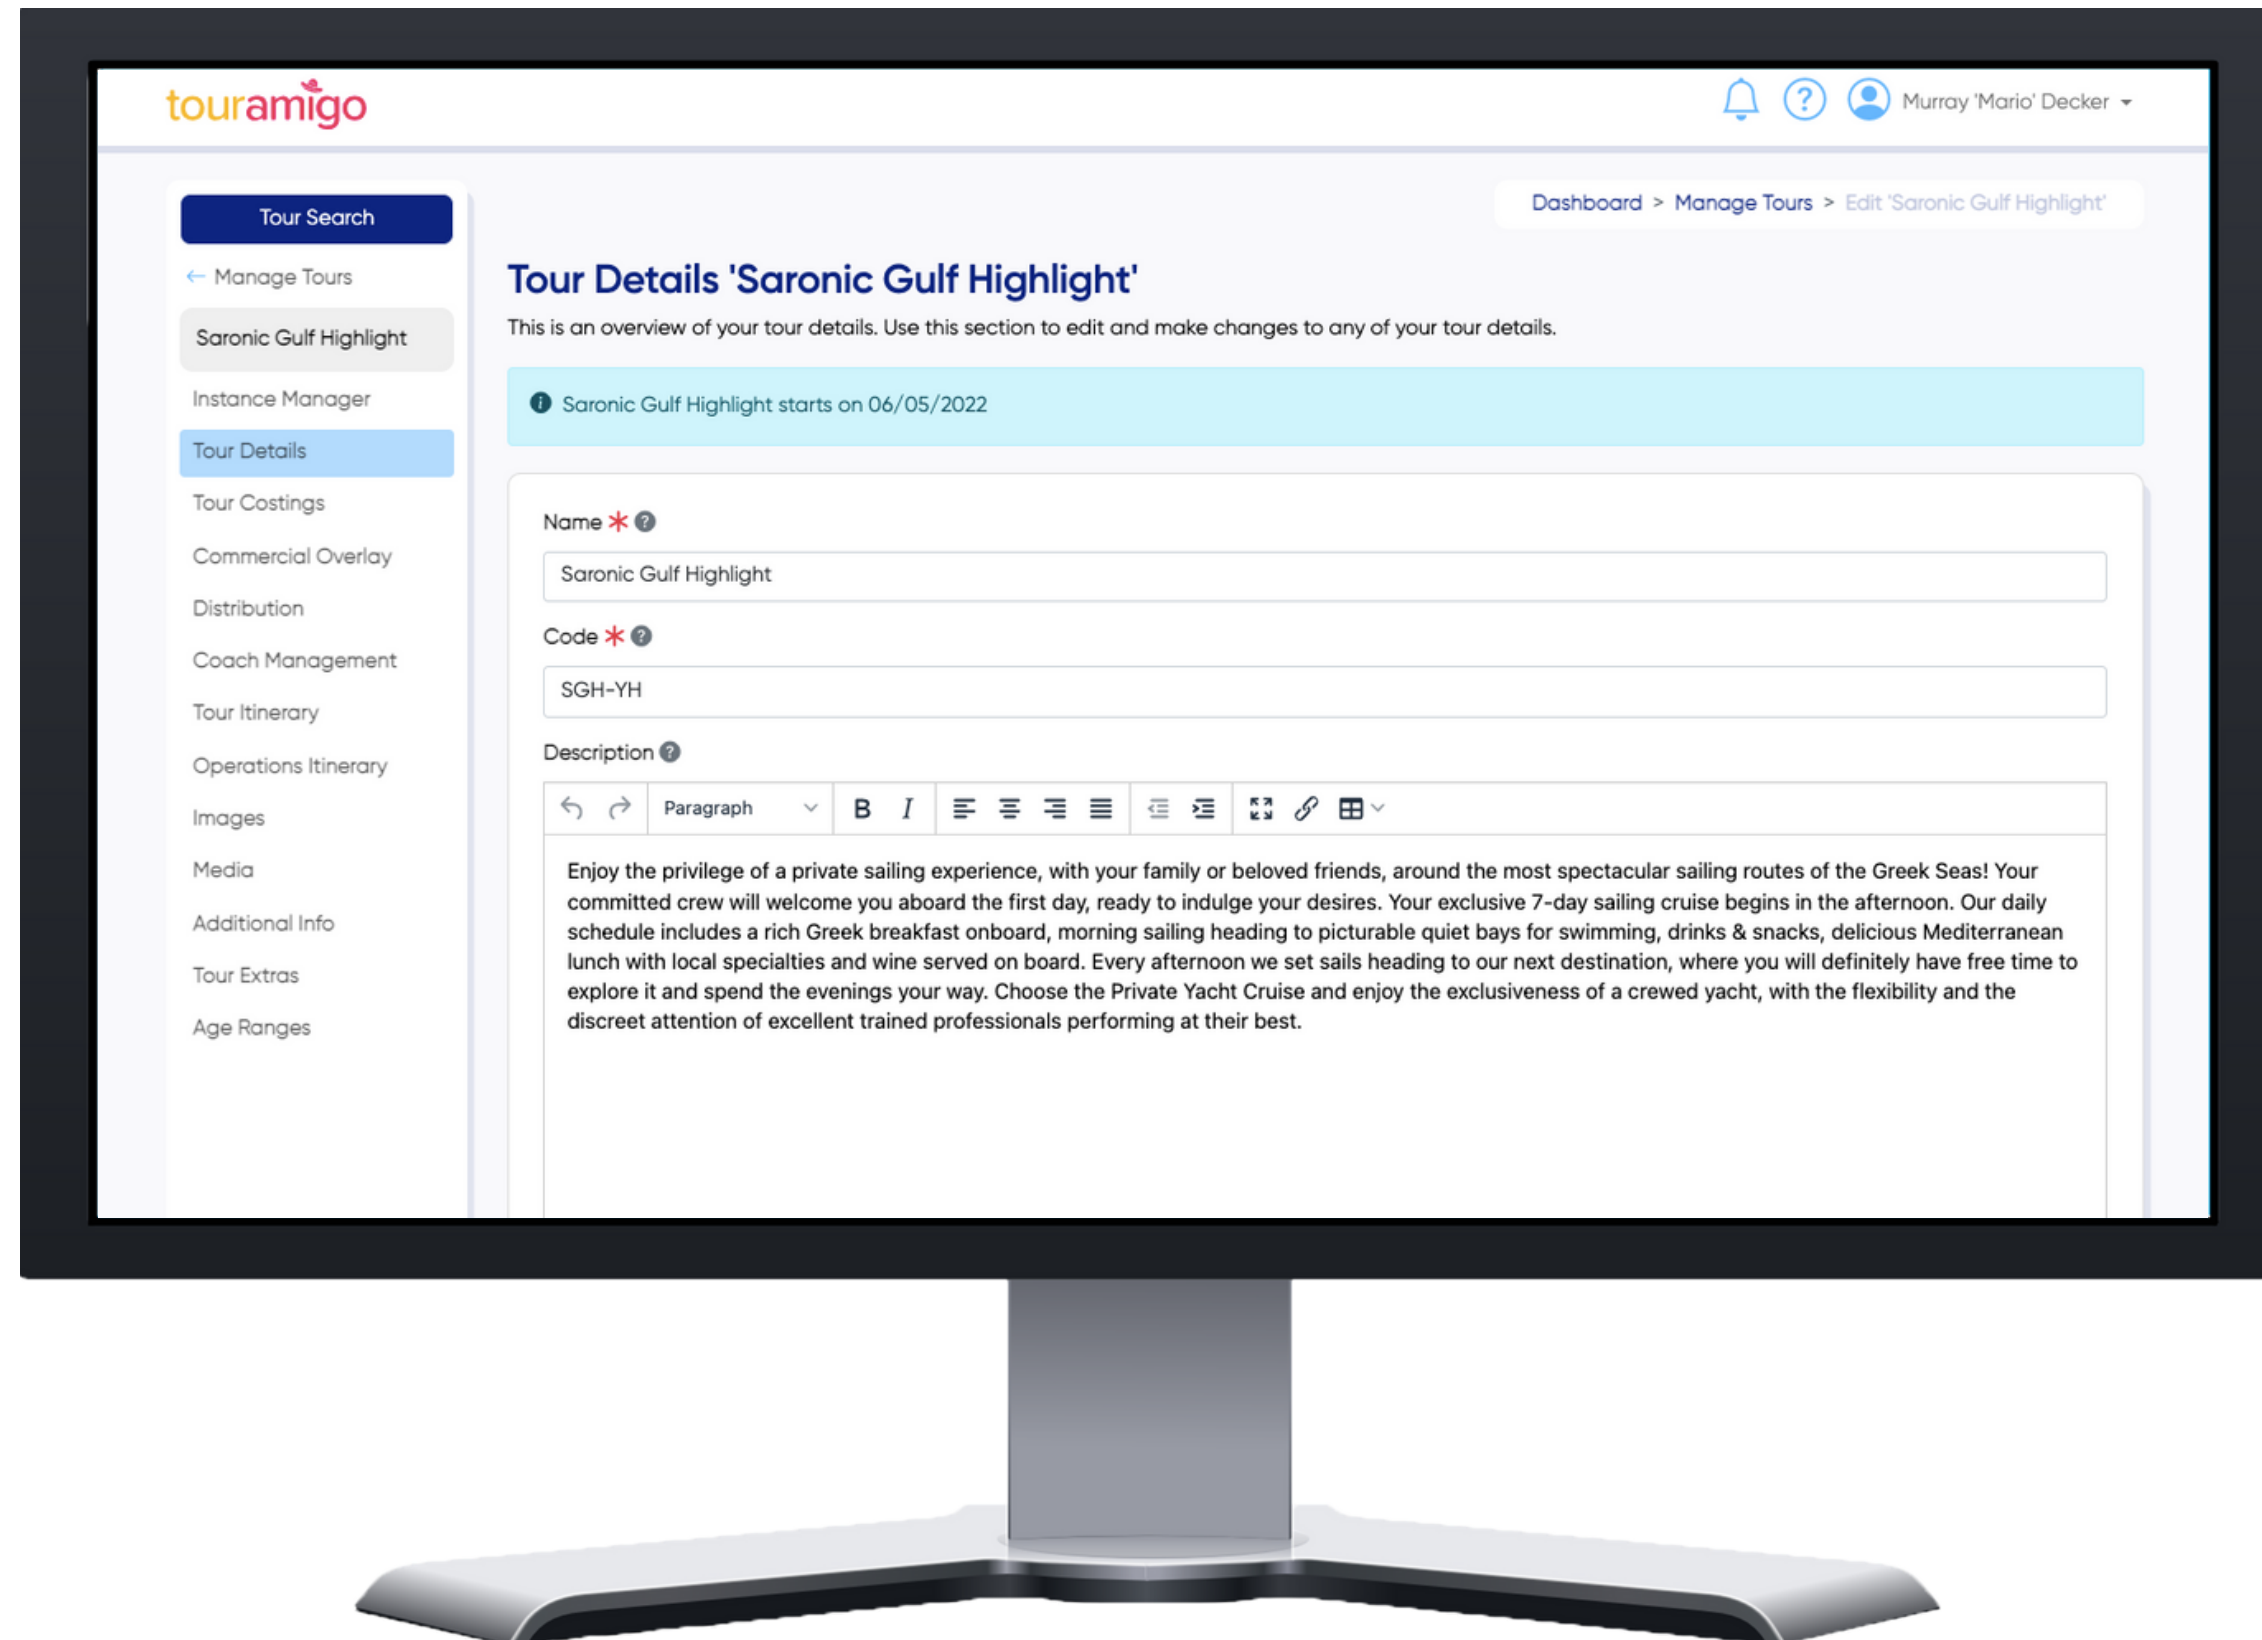 touramigo
Murray 'Mario' Decker
Dashboard > Manage Tours > Edit 'Saronic Gulf Highlight'
Tour Search
← Manage Tours
Saronic Gulf Highlight
Instance Manager
Tour Details
Tour Costings
Commercial Overlay
Distribution
Coach Management
Tour Itinerary
Operations Itinerary
Images
Media
Additional Info
Tour Extras
Age Ranges
Tour Details 'Saronic Gulf Highlight'
This is an overview of your tour details. Use this section to edit and make changes to any of your tour details.
Saronic Gulf Highlight starts on 06/05/2022
Name *
Saronic Gulf Highlight
Code *
SGH-YH
Description
Paragraph B I
Enjoy the privilege of a private sailing experience, with your family or beloved friends, around the most spectacular sailing routes of the Greek Seas! Your
committed crew will welcome you aboard the first day, ready to indulge your desires. Your exclusive 7-day sailing cruise begins in the afternoon. Our daily
schedule includes a rich Greek breakfast onboard, morning sailing heading to picturable quiet bays for swimming, drinks & snacks, delicious Mediterranean
lunch with local specialties and wine served on board. Every afternoon we set sails heading to our next destination, where you will definitely have free time to
explore it and spend the evenings your way. Choose the Private Yacht Cruise and enjoy the exclusiveness of a crewed yacht, with the flexibility and the
discreet attention of excellent trained professionals performing at their best.